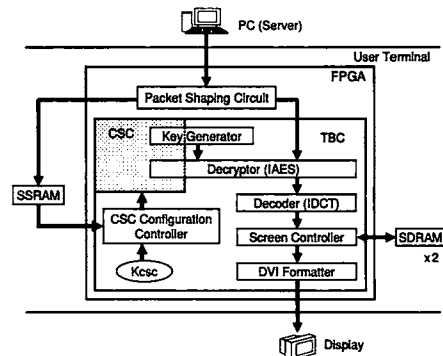 PC (Server)
User Terminal
FPGA
Packet Shaping Circuit
CSC
Key Generator
TBC
Decryptor (IAES)
SSRAM
Decoder (IDCT)
CSC Configuration
Controller
Screen Controller
SDRAM
x2
Kcsc
DVI Formatter
Display